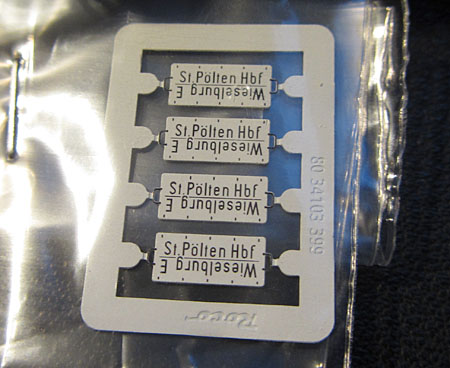 St. Pölten Hbf
Wieselburg E
St. Pölten Hbf
Wieselburg E
St. Pölten Hbf
Wieselburg E
St. Pölten Hbf
Wieselburg E
80 34103 399
Roco